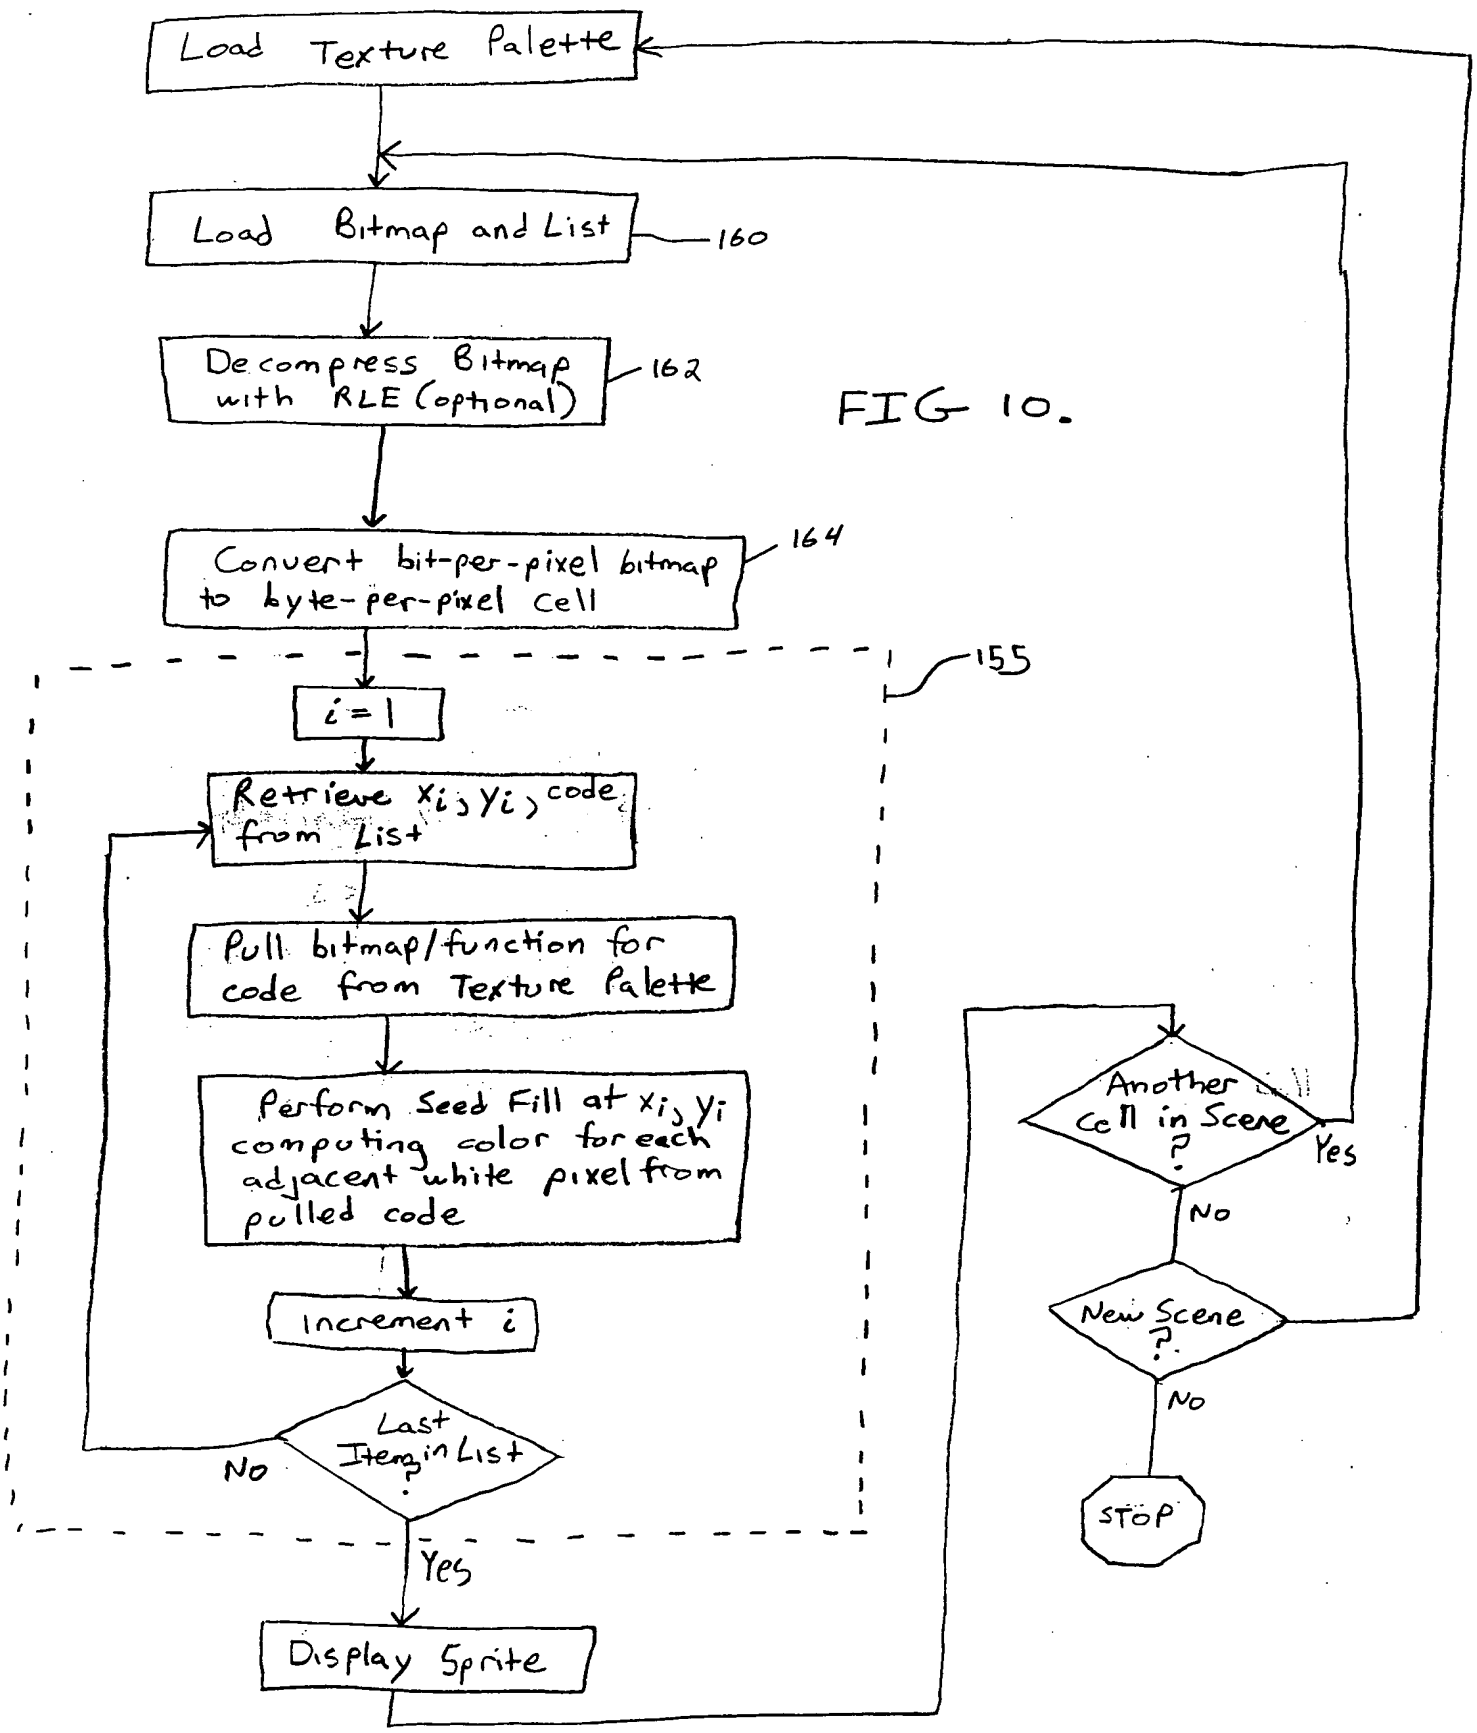 Load Texture Palette
Load Bitmap and List
160
Decompress Bitmap
with RLE (optional)
162
FIG 10.
Convert bit-per-pixel bitmap
to byte-per-pixel cell
164
155
i = 1
Retrieve xi, yi, code
from List
Pull bitmap/function for
code from Texture Palette
Perform Seed Fill at xi, yi
computing color for each
adjacent white pixel from
pulled code
Increment i
Last
Item in List
?
No
Yes
Display Sprite
Another
Cell in Scene
?
Yes
No
New Scene
?
No
STOP